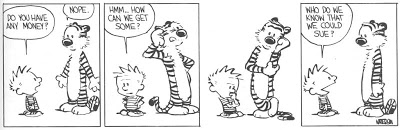 DO YOU HAVE
ANY MONEY?
NOPE.
HMM... HOW
CAN WE GET
SOME?
WHO DO WE
KNOW THAT
WE COULD
SUE?